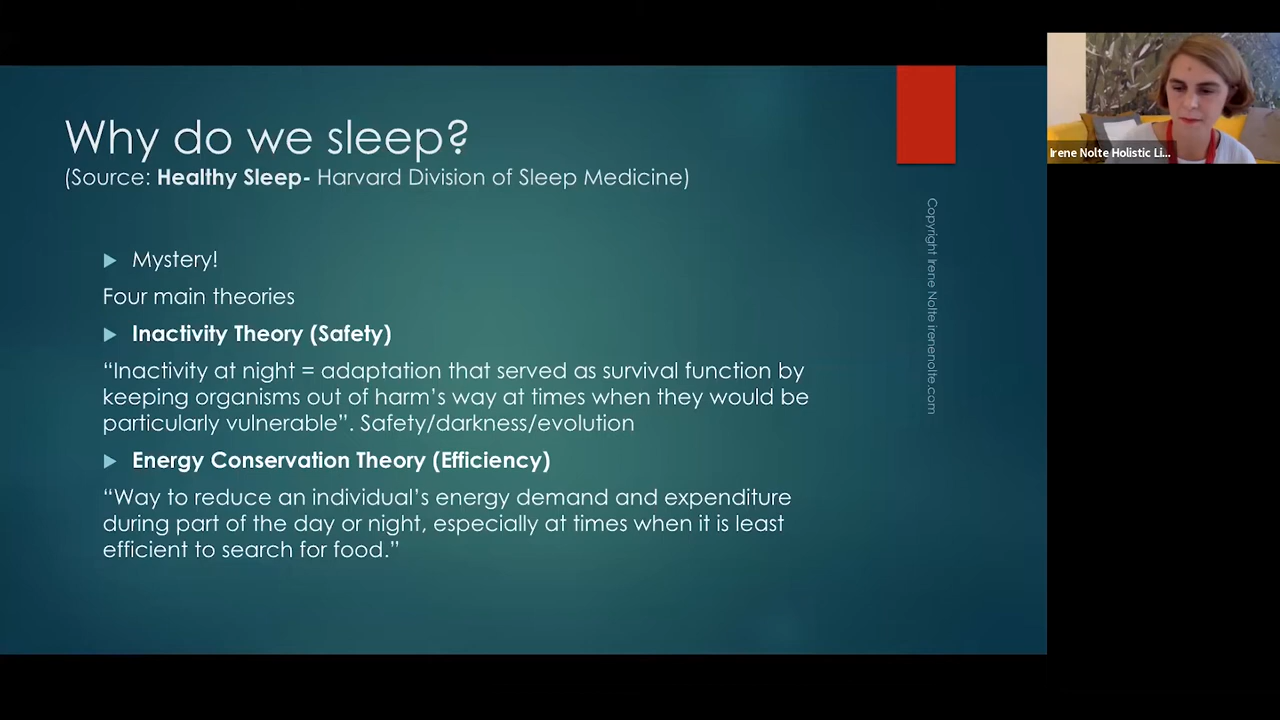 Why do we sleep?
(Source: Healthy Sleep- Harvard Division of Sleep Medicine)
Mystery!
Four main theories
Inactivity Theory (Safety)
“Inactivity at night = adaptation that served as survival function by
keeping organisms out of harm’s way at times when they would be
particularly vulnerable”. Safety/darkness/evolution
Energy Conservation Theory (Efficiency)
“Way to reduce an individual’s energy demand and expenditure
during part of the day or night, especially at times when it is least
efficient to search for food.”
Copyright Irene Nolte irenenolte.com
Irene Nolte Holistic Li...